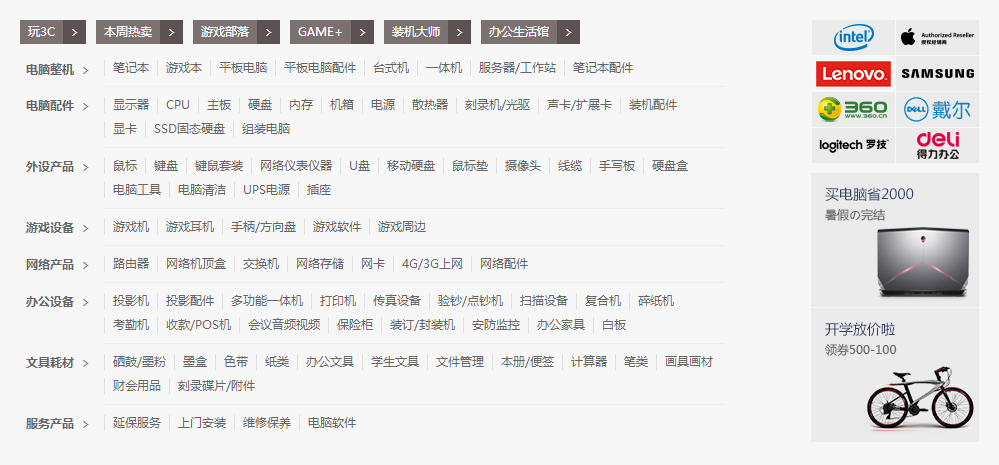 玩3C > 本周热卖 > 游戏部落 > GAME+ > 装机大师 > 办公生活馆 >
电脑整机 > 笔记本 游戏本 平板电脑 平板电脑配件 台式机 一体机 服务器/工作站 笔记本配件
电脑配件 > 显示器 CPU 主板 硬盘 内存 机箱 电源 散热器 刻录机/光驱 声卡/扩展卡 装机配件
显卡 SSD固态硬盘 组装电脑
外设产品 > 鼠标 键盘 键鼠套装 网络仪表仪器 U盘 移动硬盘 鼠标垫 摄像头 线缆 手写板 硬盘盒
电脑工具 电脑清洁 UPS电源 插座
游戏设备 > 游戏机 游戏耳机 手柄/方向盘 游戏软件 游戏周边
网络产品 > 路由器 网络机顶盒 交换机 网络存储 网卡 4G/3G上网 网络配件
办公设备 > 投影机 投影配件 多功能一体机 打印机 传真设备 验钞/点钞机 扫描设备 复合机 碎纸机
考勤机 收款/POS机 会议音频视频 保险柜 装订/封装机 安防监控 办公家具 白板
文具耗材 > 硒鼓/墨粉 墨盒 色带 纸类 办公文具 学生文具 文件管理 本册/便签 计算器 笔类 画具画材
财会用品 刻录碟片/附件
服务产品 > 延保服务 上门安装 维修保养 电脑软件
intel
Authorized Reseller
授权经销商
Lenovo
SAMSUNG
360
WWW.360.CN
DELL 戴尔
logitech 罗技
deli
得力办公
买电脑省2000
暑假の完结
开学放价啦
领券500-100